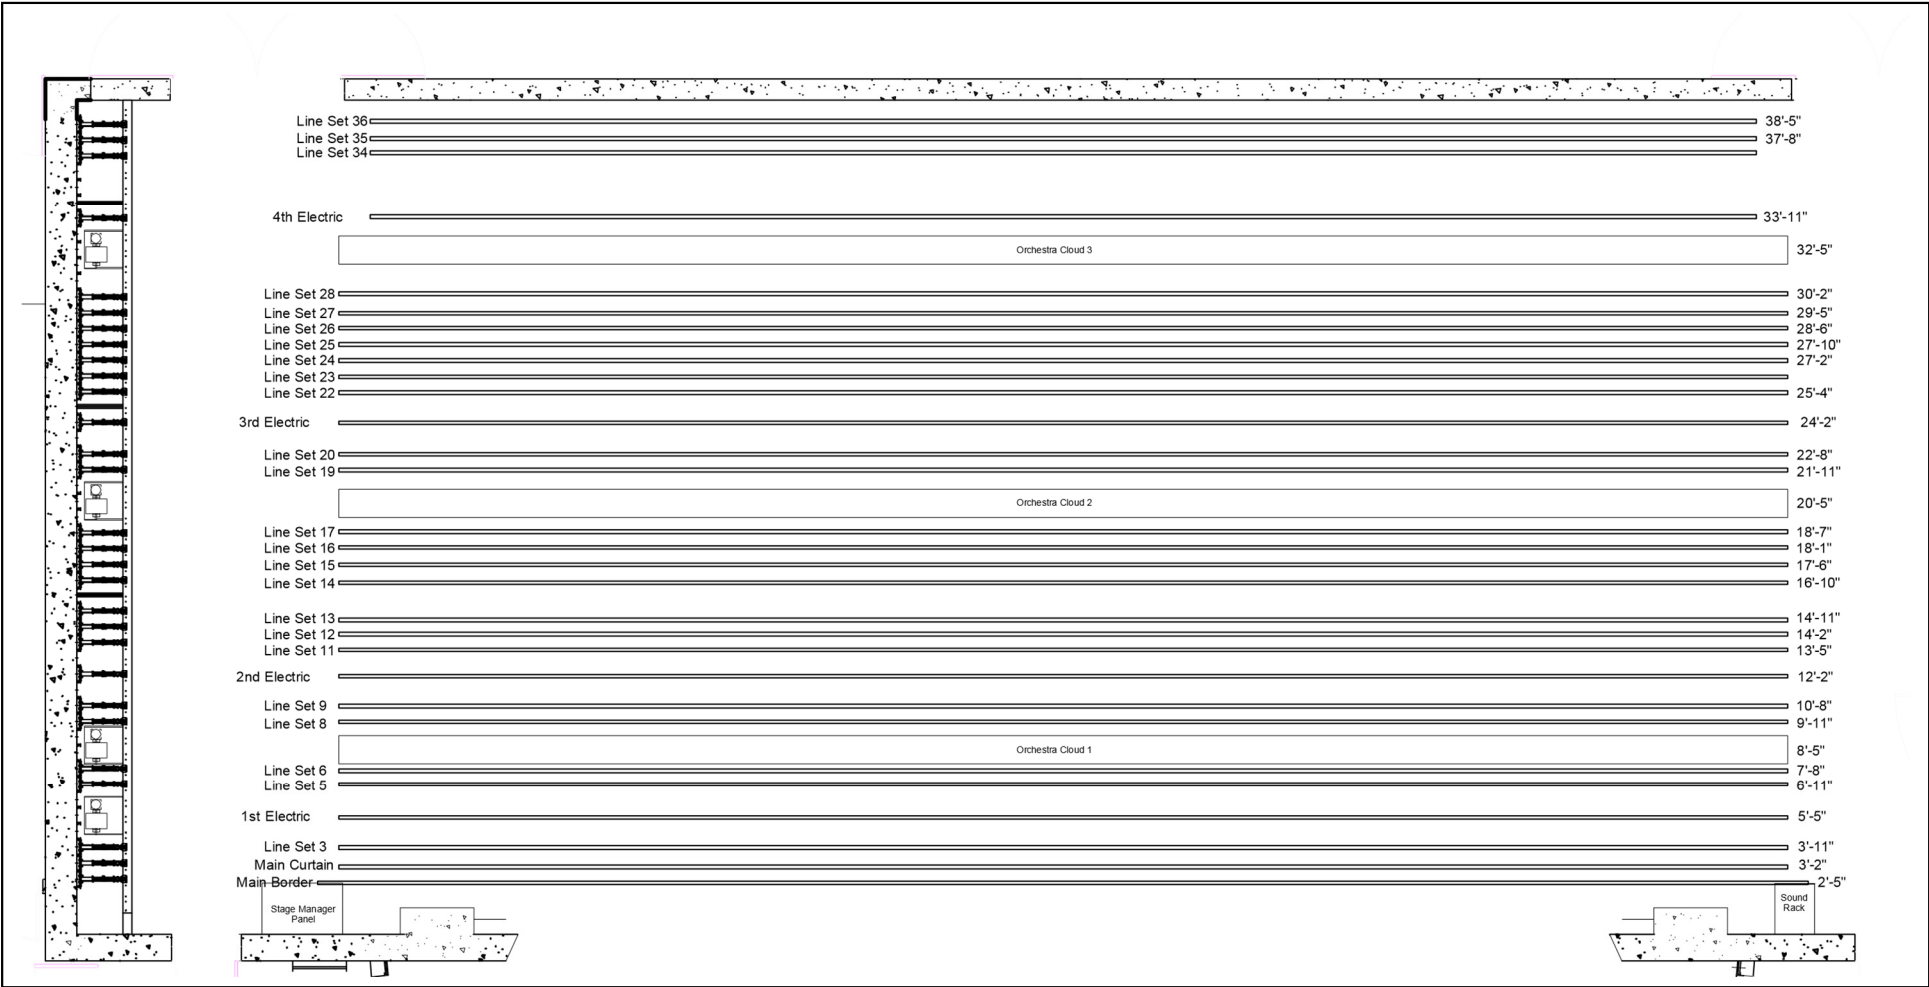 Line Set 36 38'-5"
Line Set 35 37'-8"
Line Set 34
4th Electric 33'-11"
Orchestra Cloud 3 32'-5"
Line Set 28 30'-2"
Line Set 27 29'-5"
Line Set 26 28'-6"
Line Set 25 27'-10"
Line Set 24 27'-2"
Line Set 23
Line Set 22 25'-4"
3rd Electric 24'-2"
Line Set 20 22'-8"
Line Set 19 21'-11"
Orchestra Cloud 2 20'-5"
Line Set 17 18'-7"
Line Set 16 18'-1"
Line Set 15 17'-6"
Line Set 14 16'-10"
Line Set 13 14'-11"
Line Set 12 14'-2"
Line Set 11 13'-5"
2nd Electric 12'-2"
Line Set 9 10'-8"
Line Set 8 9'-11"
Orchestra Cloud 1 8'-5"
Line Set 6 7'-8"
Line Set 5 6'-11"
1st Electric 5'-5"
Line Set 3 3'-11"
Main Curtain 3'-2"
Main Border 2'-5"
Stage Manager
Panel
Sound
Rack